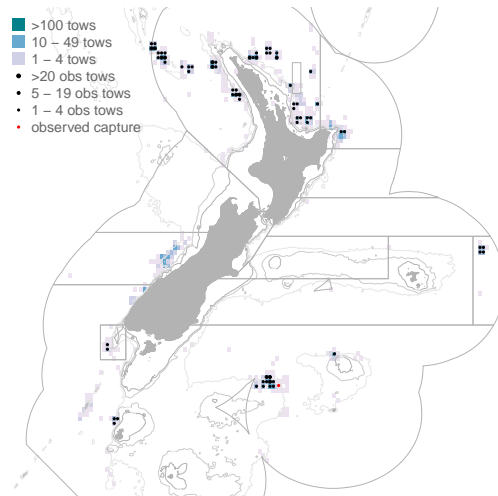 >100 tows
10 – 49 tows
1 – 4 tows
>20 obs tows
5 – 19 obs tows
1 – 4 obs tows
observed capture